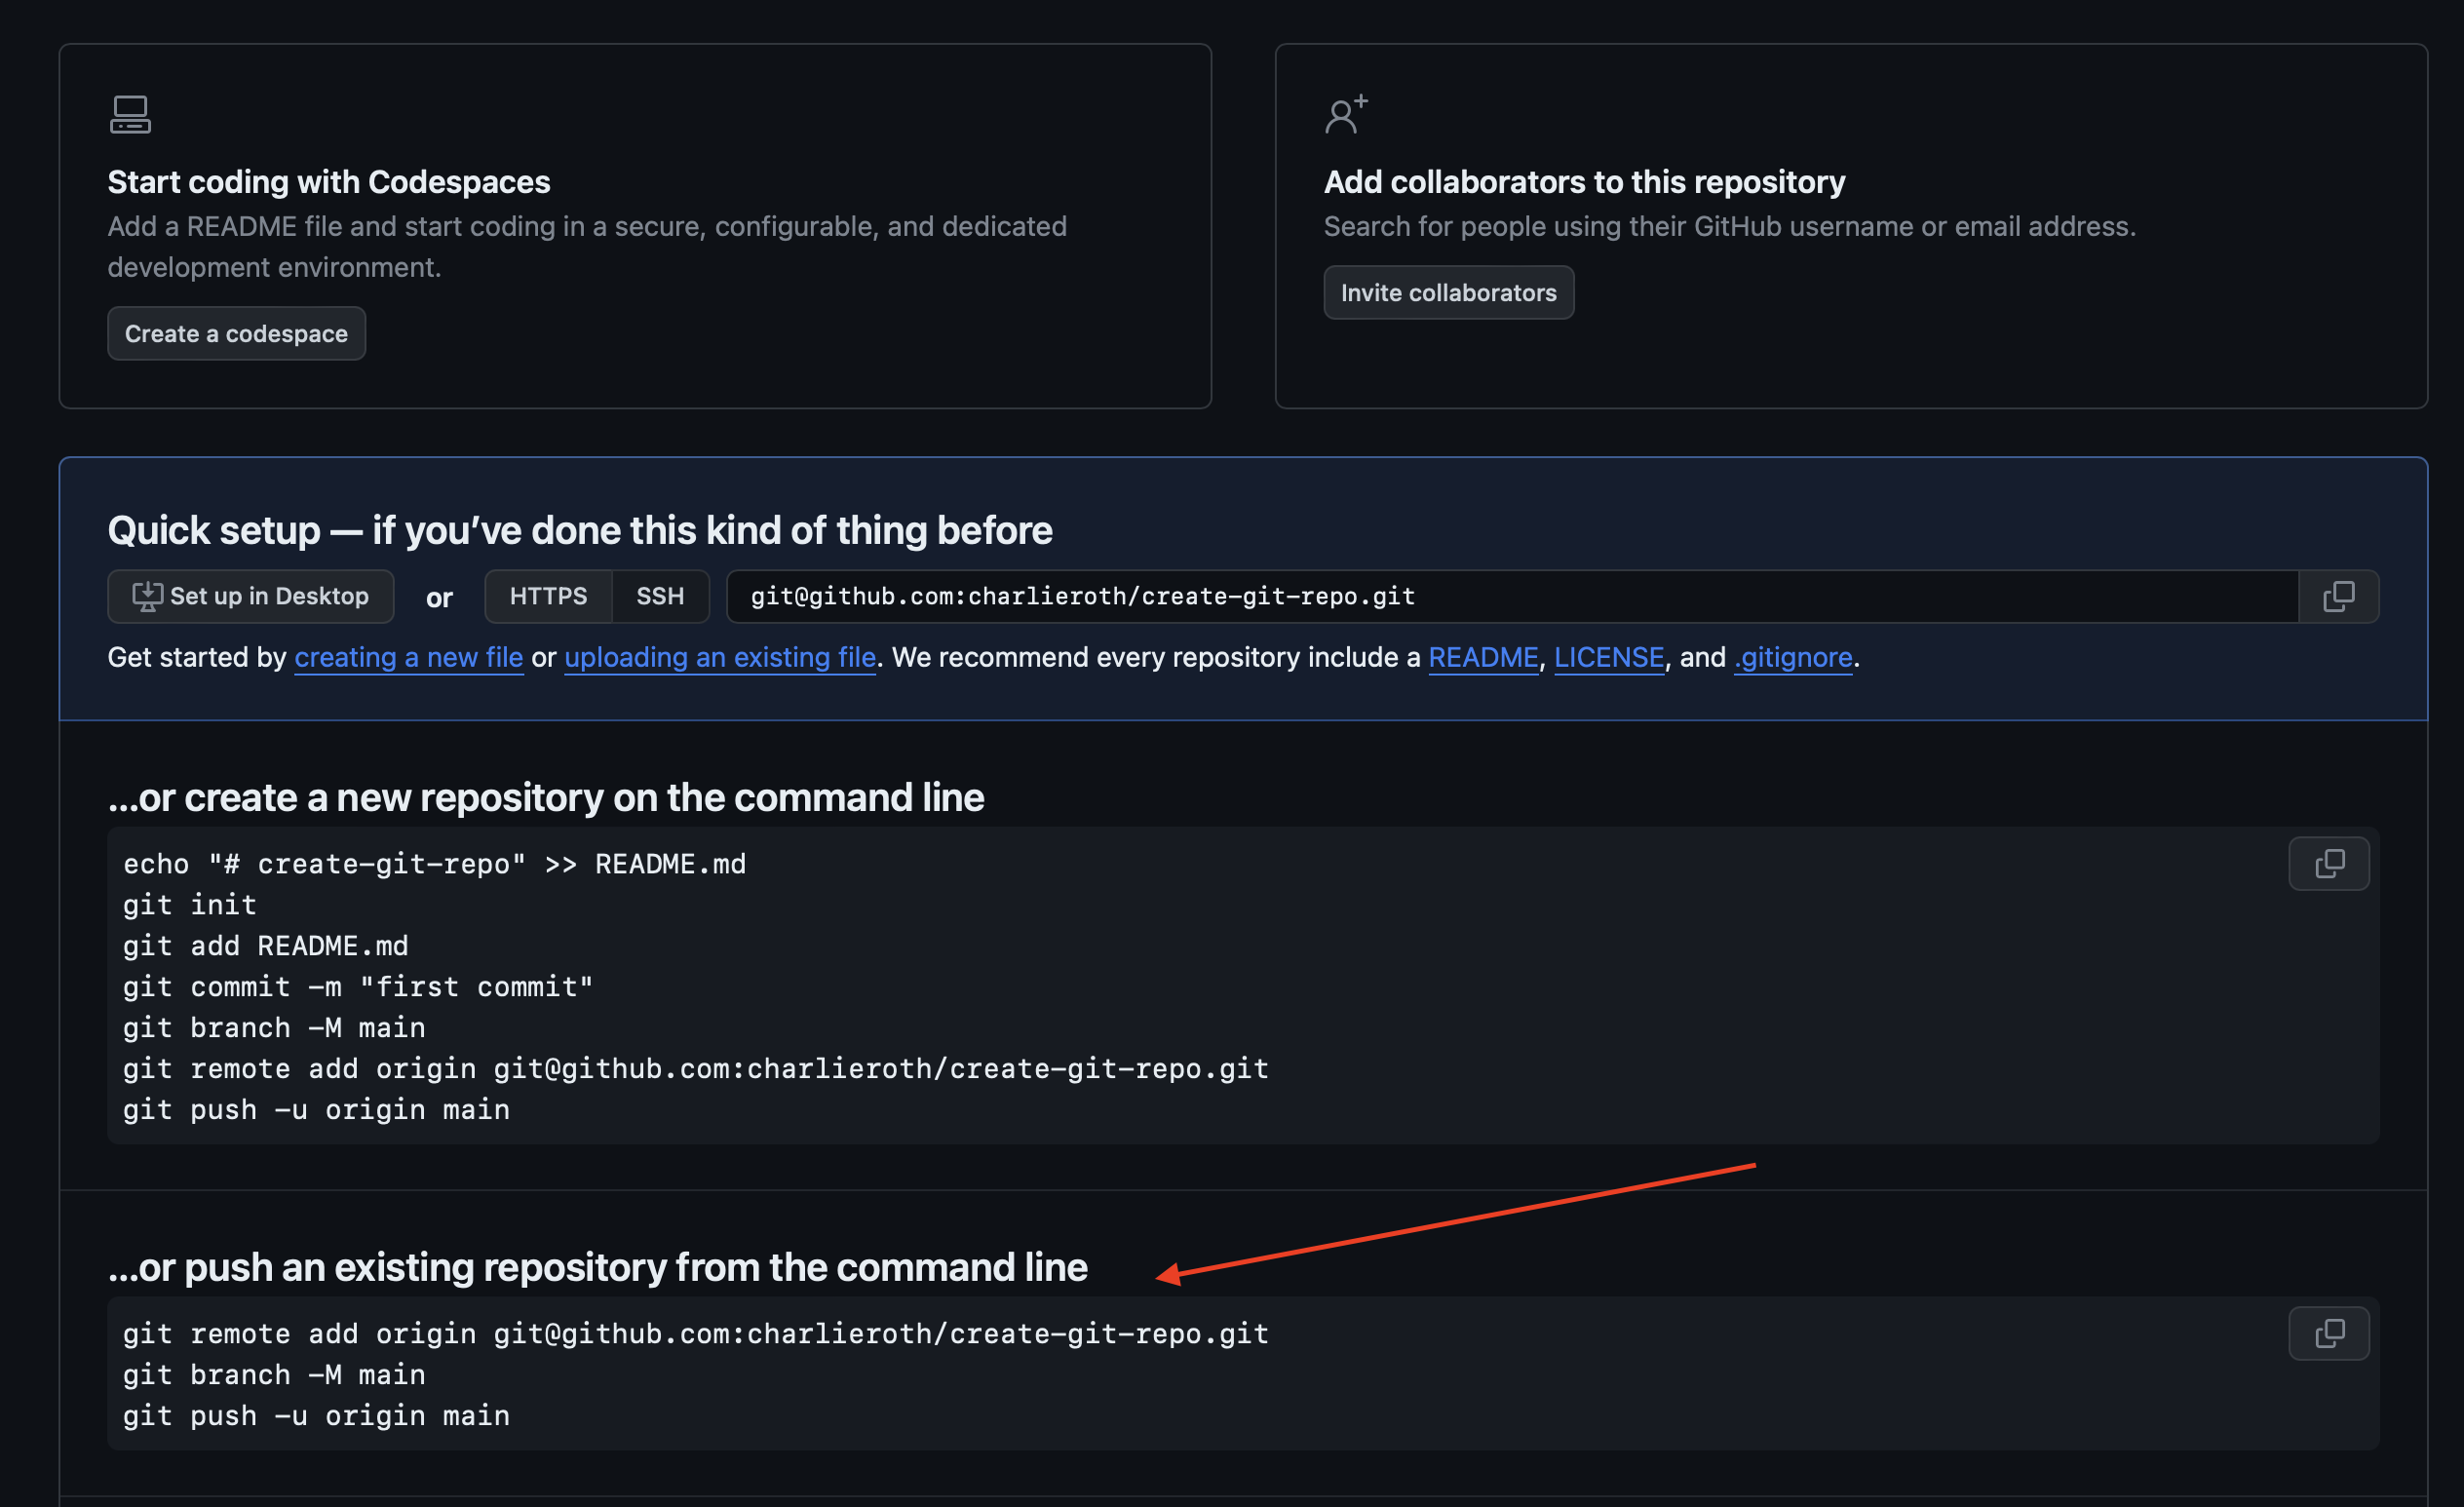 Start coding with Codespaces
Add a README file and start coding in a secure, configurable, and dedicated
development environment.
Create a codespace
Add collaborators to this repository
Search for people using their GitHub username or email address.
Invite collaborators
Quick setup — if you’ve done this kind of thing before
Set up in Desktop or HTTPS SSH git@github.com:charlieroth/create-git-repo.git
Get started by creating a new file or uploading an existing file. We recommend every repository include a README, LICENSE, and .gitignore.
…or create a new repository on the command line
echo "# create-git-repo" >> README.md
git init
git add README.md
git commit -m "first commit"
git branch -M main
git remote add origin git@github.com:charlieroth/create-git-repo.git
git push -u origin main
…or push an existing repository from the command line
git remote add origin git@github.com:charlieroth/create-git-repo.git
git branch -M main
git push -u origin main